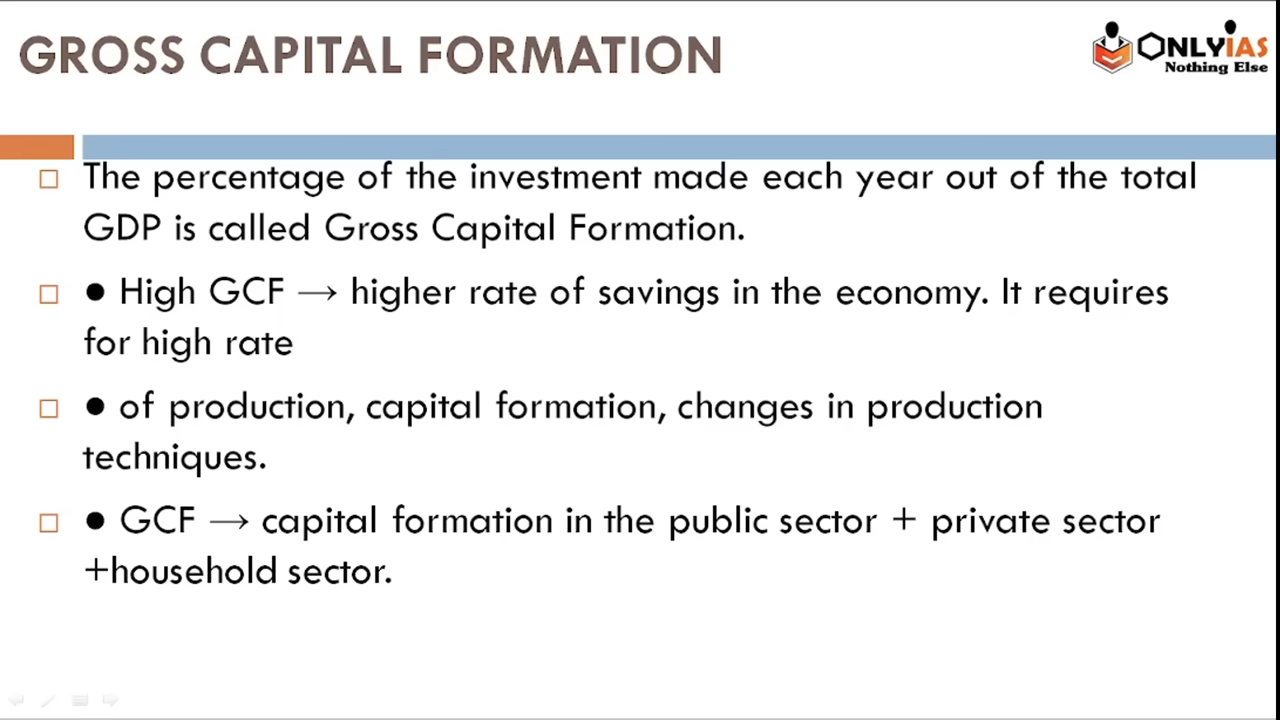 GROSS CAPITAL FORMATION
ONLYIAS
Nothing Else
The percentage of the investment made each year out of the total
GDP is called Gross Capital Formation.
● High GCF → higher rate of savings in the economy. It requires
for high rate
● of production, capital formation, changes in production
techniques.
● GCF → capital formation in the public sector + private sector
+household sector.